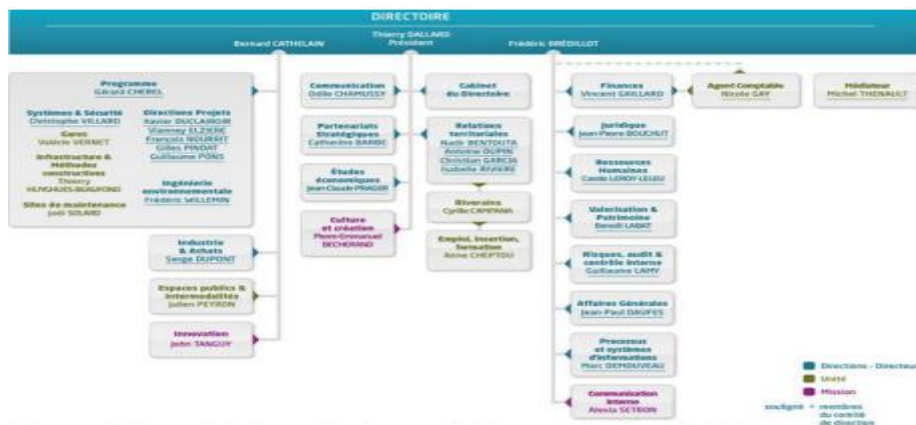 DIRECTOIRE
Bernard CATHELAIN
Thierry DALLARD
Président
Frédéric BRÉDILLOT
Programme
Gérard CHEREL
Systèmes & Sécurité
Christophe VILLARD
Gares
Valérie VERNET
Infrastructure &
Méthodes
constructives
Thierry
HUYGHUES-BEAUFOND
Sites de maintenance
Joël SOLARD
Directions Projets
Xavier DUCLAIROIR
Vianney ELZIERE
François NOURRIT
Gilles PINDAT
Guillaume PONS
Ingénierie
environnementale
Frédéric WILLEMIN
Industrie
& Achats
Serge DUPONT
Espaces publics &
intermodalités
Julien PEYRON
Innovation
John TANGUY
Communication
Odile CHAMUSSY
Partenariats
Stratégiques
Catherine BARBE
Études
économiques
Jean-Claude PRAGER
Culture
et création
Pierre-Emmanuel
BECHERAND
Cabinet
du Directoire
Relations
territoriales
Nadir BENTOUTA
Antoine DUPIN
Christian GARCIA
Isabelle RIVIERE
Riverains
Cyrille CAMPANA
Emploi, insertion,
formation
Anne CHEPTOU
Finances
Vincent GAILLARD
Juridique
Jean-Pierre BOUCHUT
Ressources
Humaines
Carole LEROY-LELEU
Valorisation &
Patrimoine
Benoît LABAT
Risques, audit &
contrôle interne
Guillaume LAMY
Affaires Générales
Jean-Paul DAUFES
Processus
et systèmes
d'informations
Marc DEMOUVEAU
Communication
interne
Alexia SETBON
Agent Comptable
Nicole GAY
Médiateur
Michel THENAULT
Directions - Directeur
Unité
Mission
souligné = membres
du comité
de direction